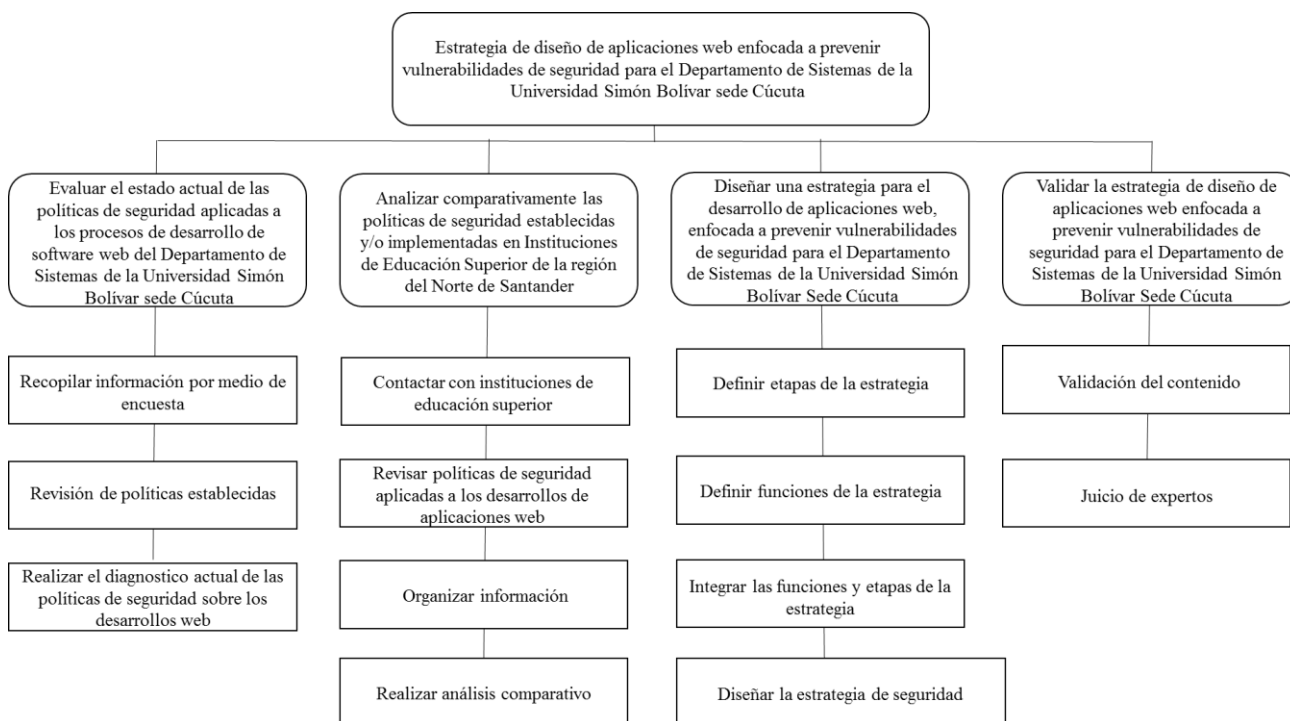 Estrategia de diseño de aplicaciones web enfocada a prevenir
vulnerabilidades de seguridad para el Departamento de Sistemas de la
Universidad Simón Bolívar sede Cúcuta
Evaluar el estado actual de las
políticas de seguridad aplicadas a
los procesos de desarrollo de
software web del Departamento de
Sistemas de la Universidad Simón
Bolívar sede Cúcuta
Recopilar información por medio de
encuesta
Revisión de políticas establecidas
Realizar el diagnostico actual de las
políticas de seguridad sobre los
desarrollos web
Analizar comparativamente las
políticas de seguridad establecidas
y/o implementadas en Instituciones
de Educación Superior de la región
del Norte de Santander
Contactar con instituciones de
educación superior
Revisar políticas de seguridad
aplicadas a los desarrollos de
aplicaciones web
Organizar información
Realizar análisis comparativo
Diseñar una estrategia para el
desarrollo de aplicaciones web,
enfocada a prevenir vulnerabilidades
de seguridad para el Departamento
de Sistemas de la Universidad Simón
Bolívar Sede Cúcuta
Definir etapas de la estrategia
Definir funciones de la estrategia
Integrar las funciones y etapas de la
estrategia
Diseñar la estrategia de seguridad
Validar la estrategia de diseño de
aplicaciones web enfocada a
prevenir vulnerabilidades de
seguridad para el Departamento de
Sistemas de la Universidad Simón
Bolívar Sede Cúcuta
Validación del contenido
Juicio de expertos